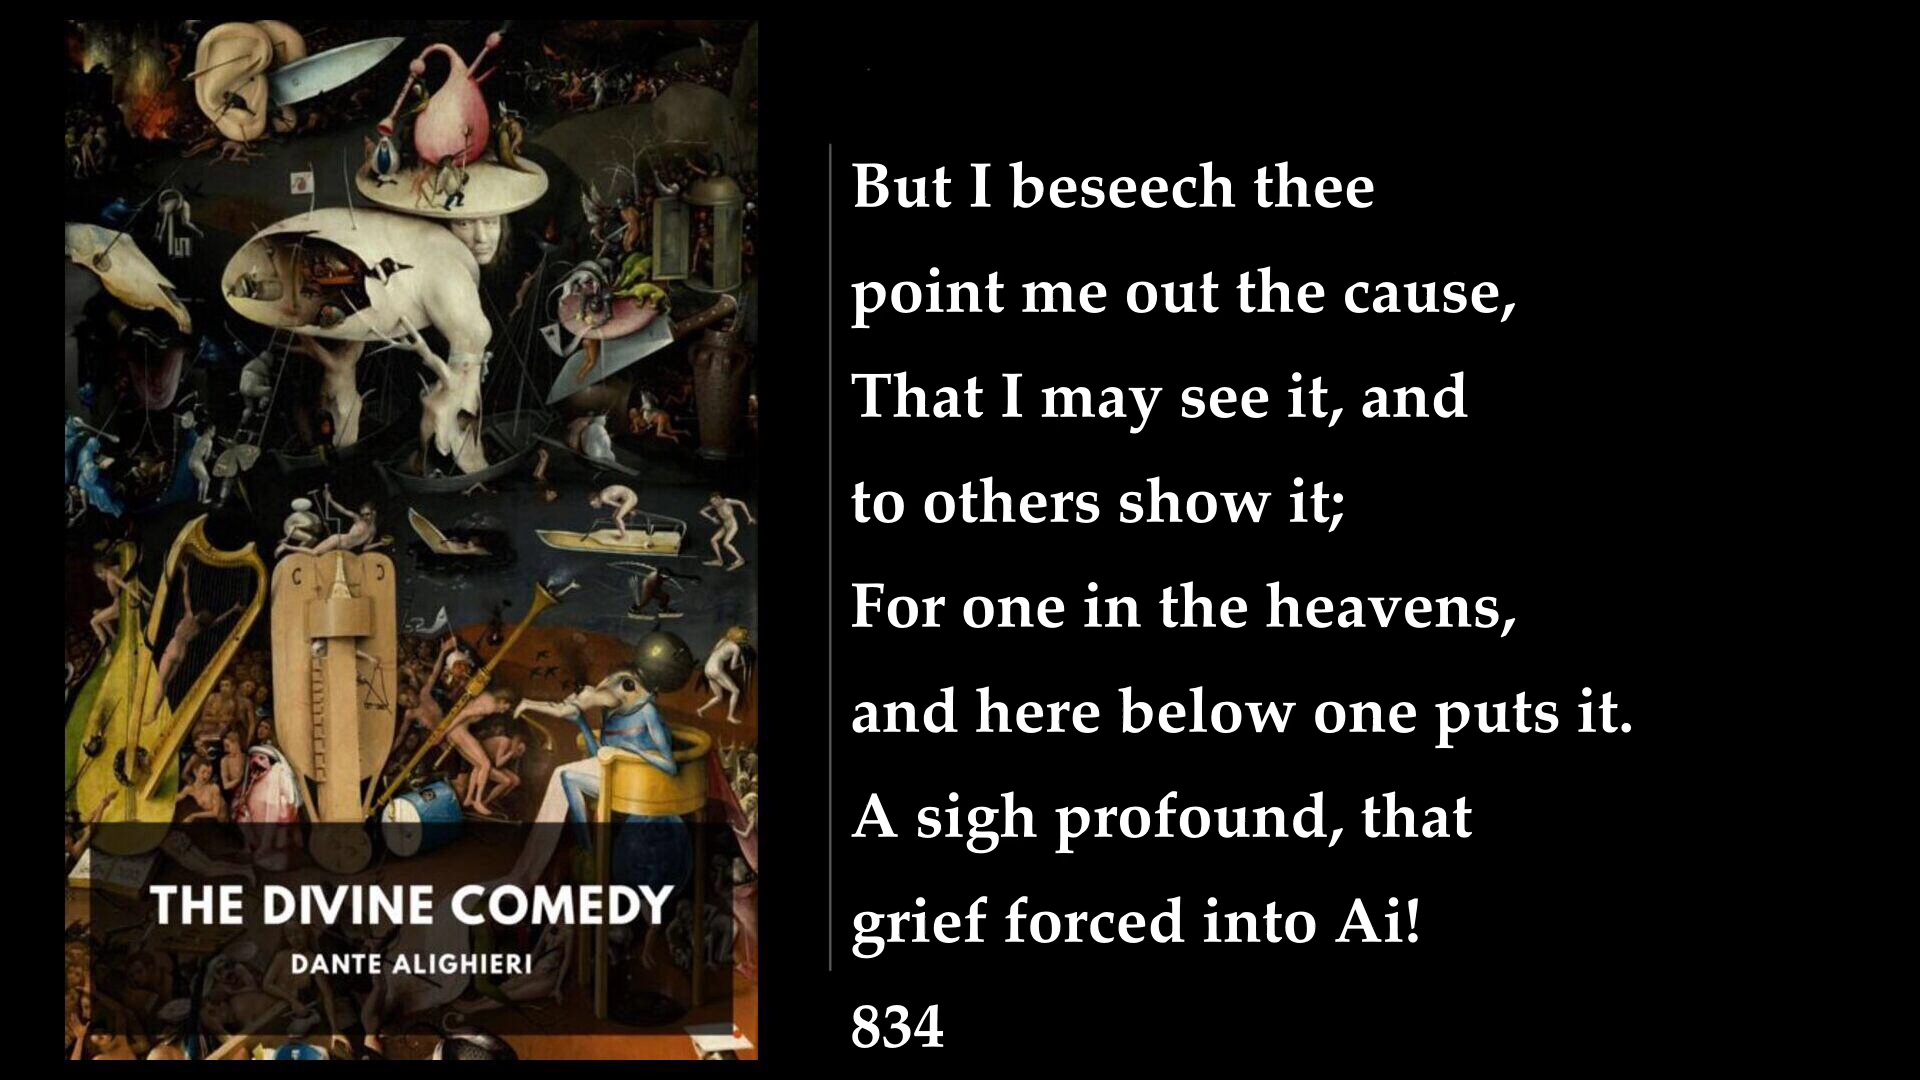 THE DIVINE COMEDY
DANTE ALIGHIERI
But I beseech thee
point me out the cause,
That I may see it, and
to others show it;
For one in the heavens,
and here below one puts it.
A sigh profound, that
grief forced into Ai!
834